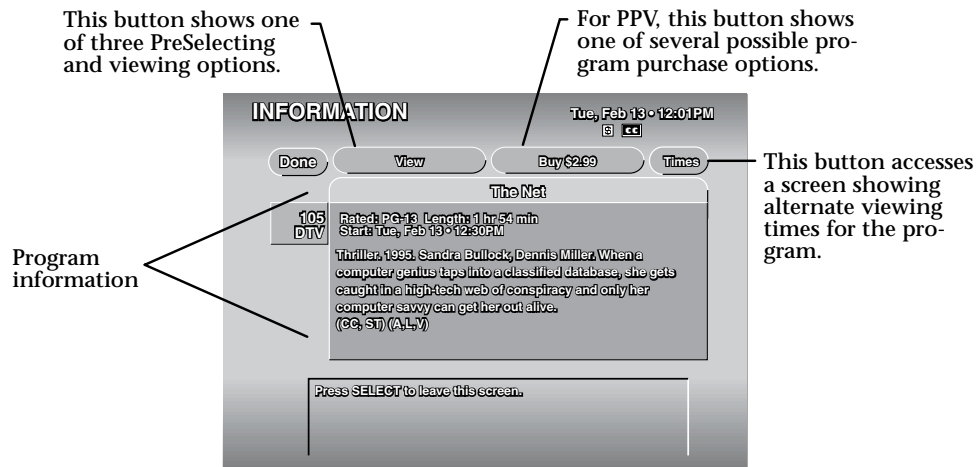 This button shows one
of three PreSelecting
and viewing options.
For PPV, this button shows
one of several possible pro-
gram purchase options.
INFORMATION
Tue, Feb 13 • 12:01PM
S CC
Done
View
Buy $2.99
Times
This button accesses
a screen showing
alternate viewing
times for the pro-
gram.
The Net
105
DTV
Rated: PG-13 Length: 1 hr 54 min
Start: Tue, Feb 13 • 12:30PM
Thriller. 1995. Sandra Bullock, Dennis Miller. When a
computer genius taps into a classified database, she gets
caught in a high-tech web of conspiracy and only her
computer savvy can get her out alive.
(CC, ST) (A,L,V)
Program
information
Press SELECT to leave this screen.